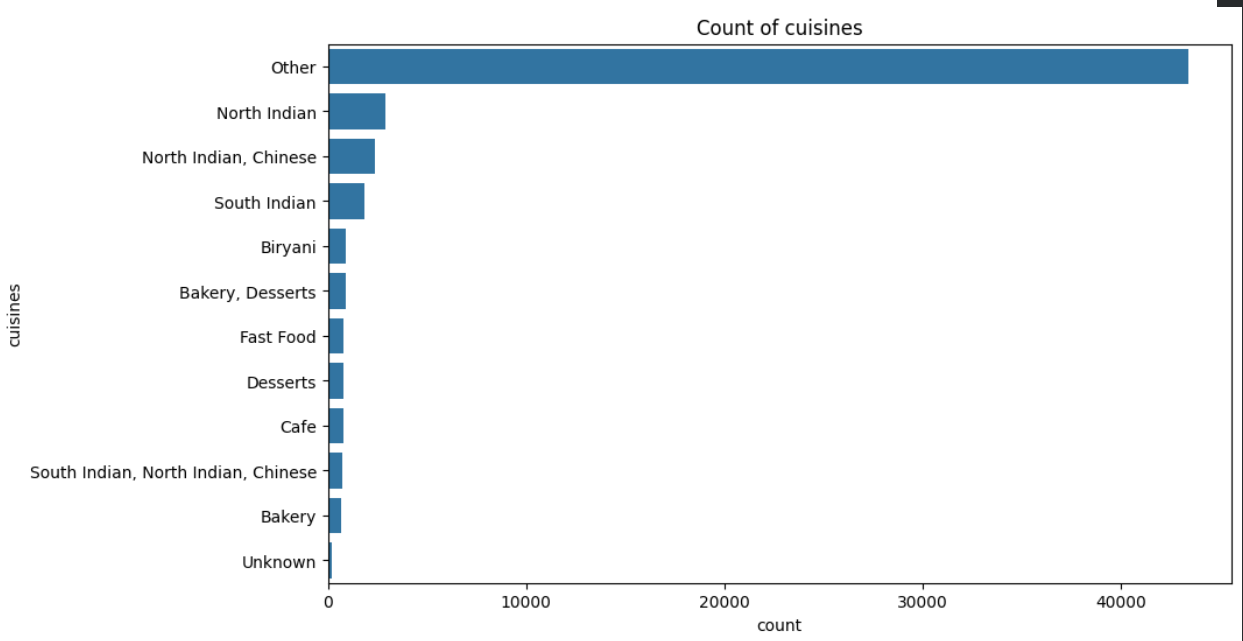 Count of cuisines
Other
North Indian
North Indian, Chinese
South Indian
Biryani
Bakery, Desserts
Fast Food
Desserts
Cafe
South Indian, North Indian, Chinese
Bakery
Unknown
cuisines
0 10000 20000 30000 40000
count